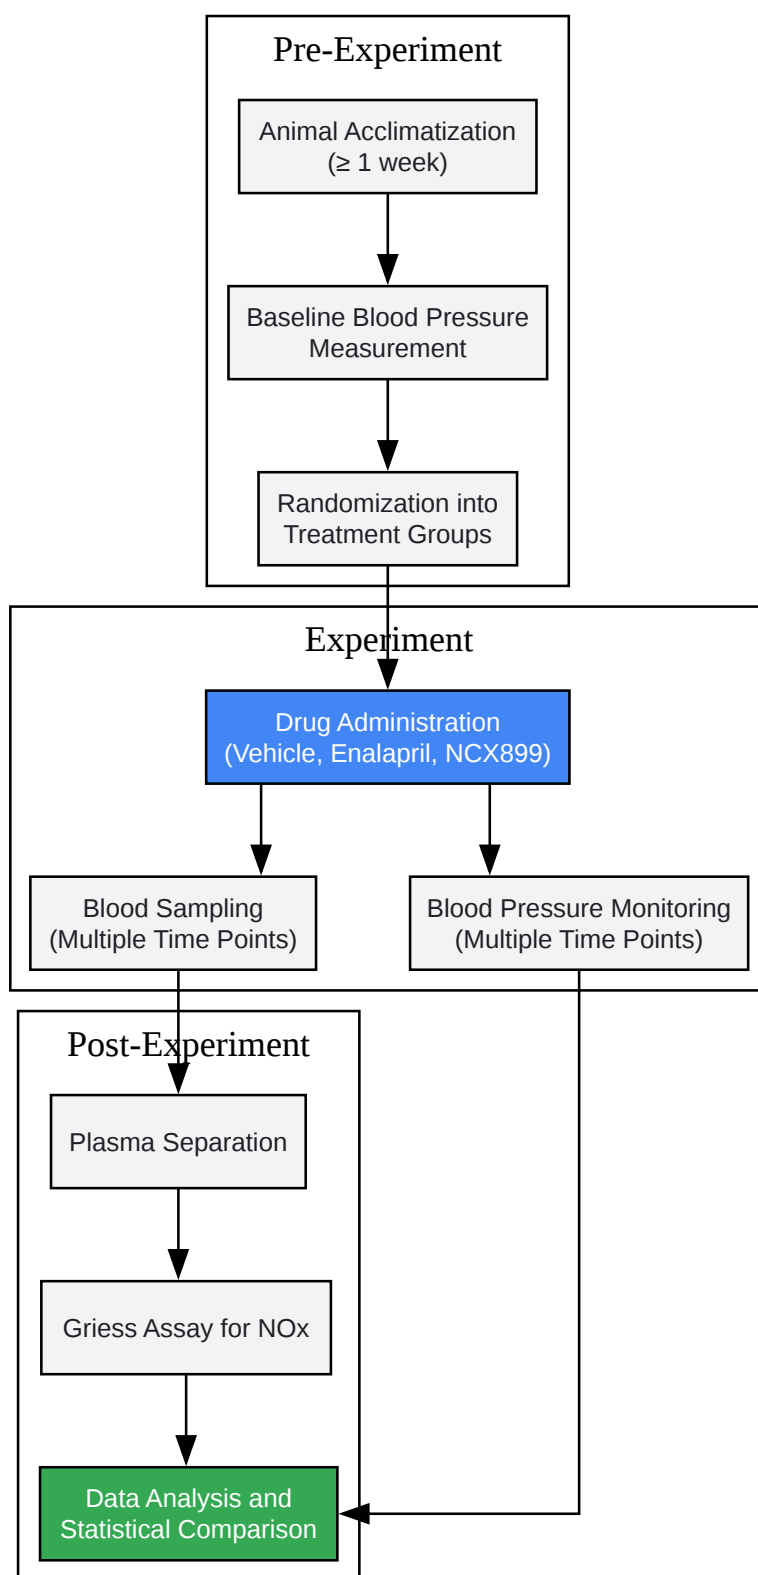 Pre-Experiment
Animal Acclimatization
(≥ 1 week)
Baseline Blood Pressure
Measurement
Randomization into
Treatment Groups
Experiment
Drug Administration
(Vehicle, Enalapril, NCX899)
Blood Sampling
(Multiple Time Points)
Blood Pressure Monitoring
(Multiple Time Points)
Post-Experiment
Plasma Separation
Griess Assay for NOx
Data Analysis and
Statistical Comparison